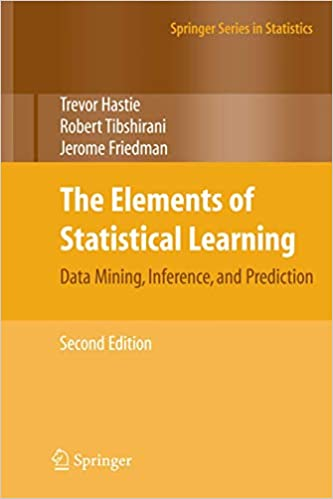 Springer Series in Statistics
Trevor Hastie
Robert Tibshirani
Jerome Friedman
The Elements of
Statistical Learning
Data Mining, Inference, and Prediction
Second Edition
Springer